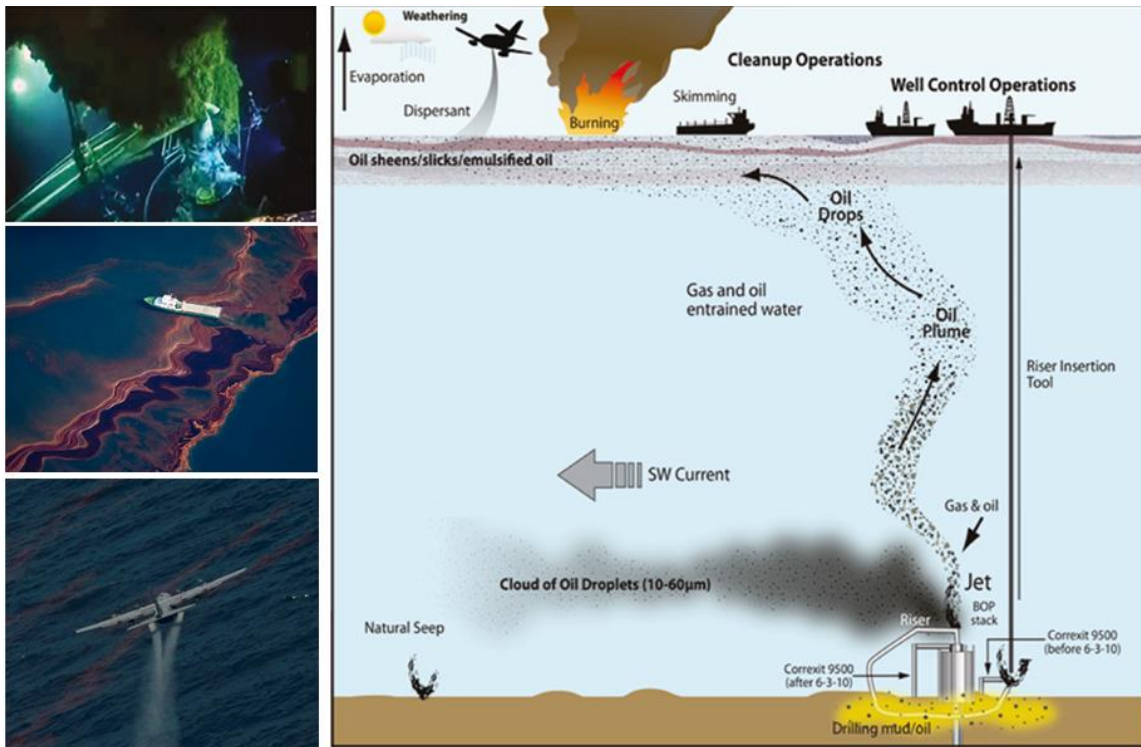 Weathering
Evaporation
Dispersant
Burning
Cleanup Operations
Skimming
Well Control Operations
Oil sheens/slicks/emulsified oil
Oil
Drops
Gas and oil
entrained water
Oil
Plume
Riser Insertion
Tool
SW Current
Gas & oil
Cloud of Oil Droplets (10-60µm)
Jet
BOP
stack
Natural Seep
Riser
Correxit 9500
(before 6-3-10)
Correxit 9500
(after 6-3-10)
Drilling mud/oil